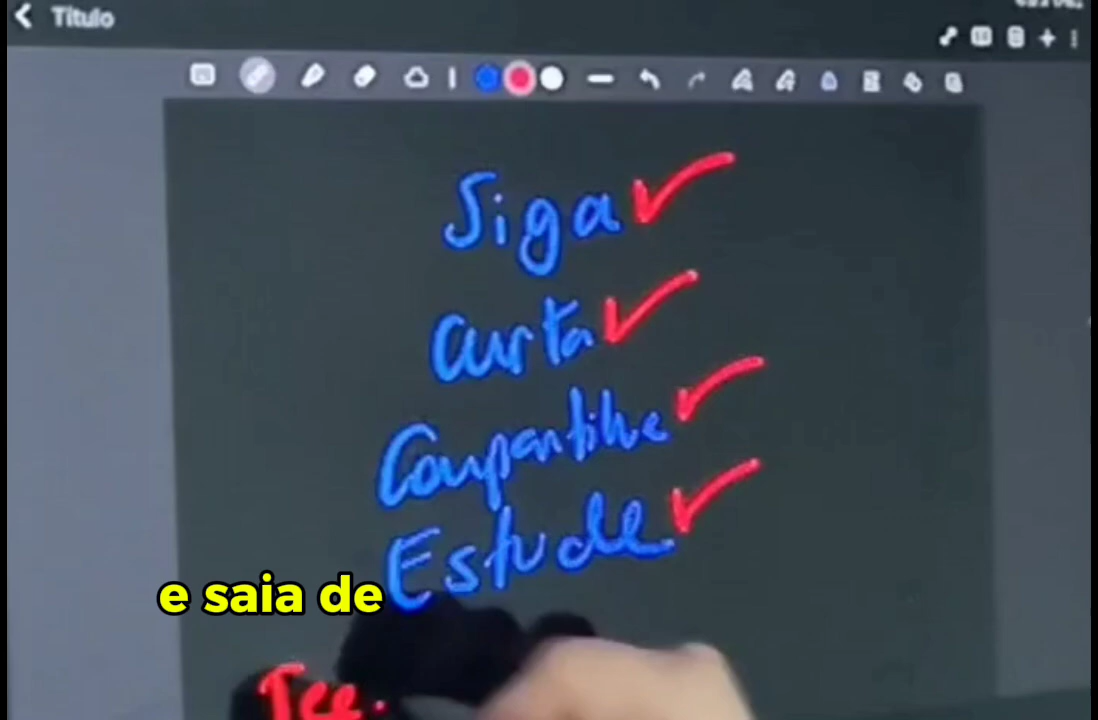 Título
Siga
Curta
Compartilhe
Estude
e saia de